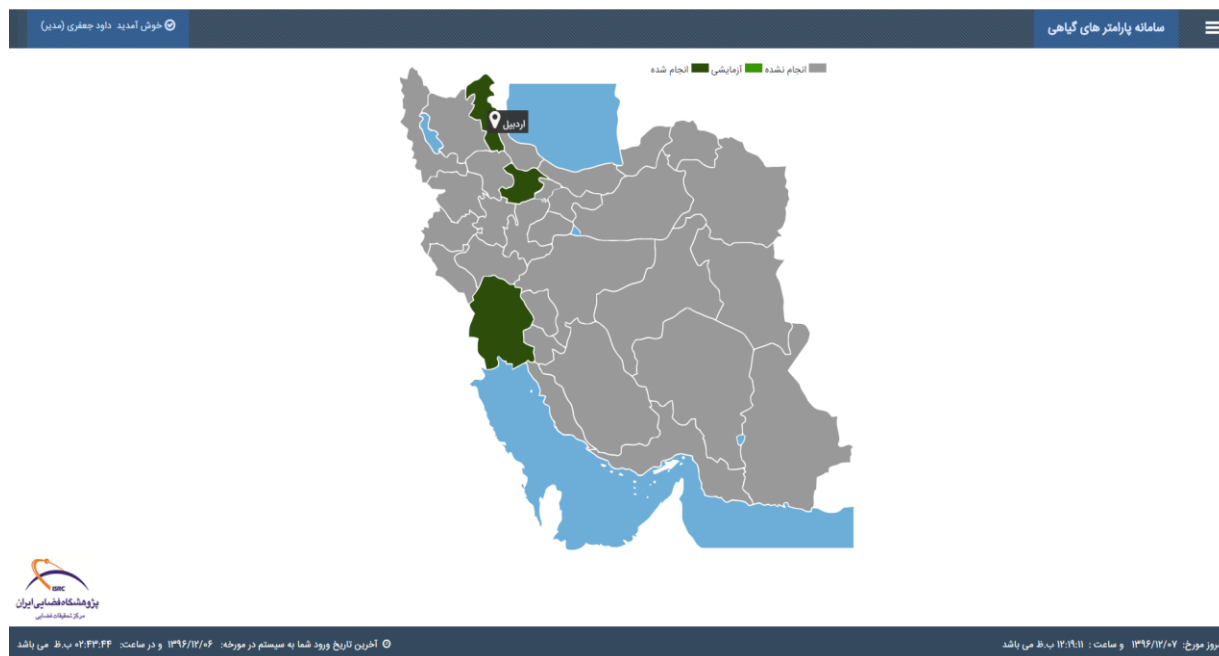 سامانه پارامتر های گیاهی
خوش آمدید داود جعفری (مدیر)
انجام نشده آزمایشی انجام شده
اردبیل
ISRC
پژوهشگاه فضایی ایران
مرکز تحقیقات فضایی
روز مورخ: ۱۳۹۶/۱۲/۰۷ و ساعت : ۱۲:۱۹:۱۱ ب.ظ می باشد
آخرین تاریخ ورود شما به سیستم در مورخه: ۱۳۹۶/۱۲/۰۶ و در ساعت: ۰۲:۴۳:۴۴ ب.ظ می باشد